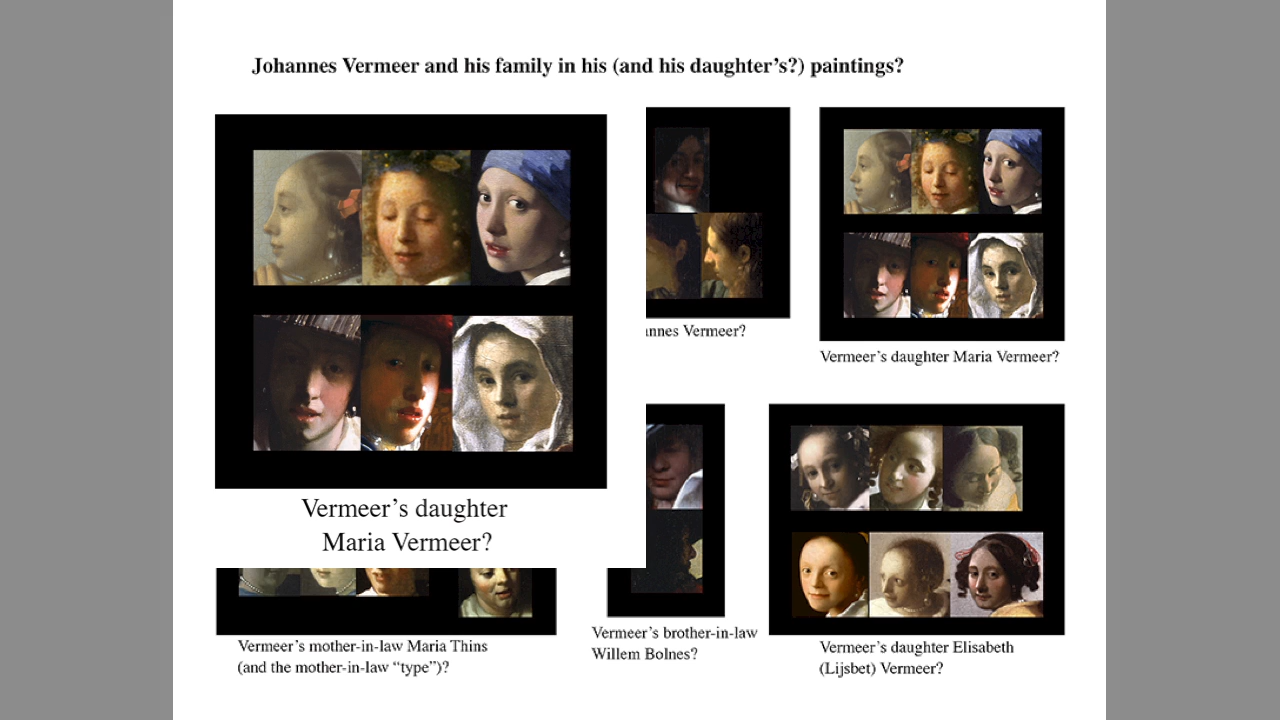 Johannes Vermeer and his family in his (and his daughter’s?) paintings?
annes Vermeer?
Vermeer’s daughter Maria Vermeer?
Vermeer’s daughter
Maria Vermeer?
Vermeer’s mother-in-law Maria Thins
(and the mother-in-law “type”)?
Vermeer’s brother-in-law
Willem Bolnes?
Vermeer’s daughter Elisabeth
(Lijsbet) Vermeer?